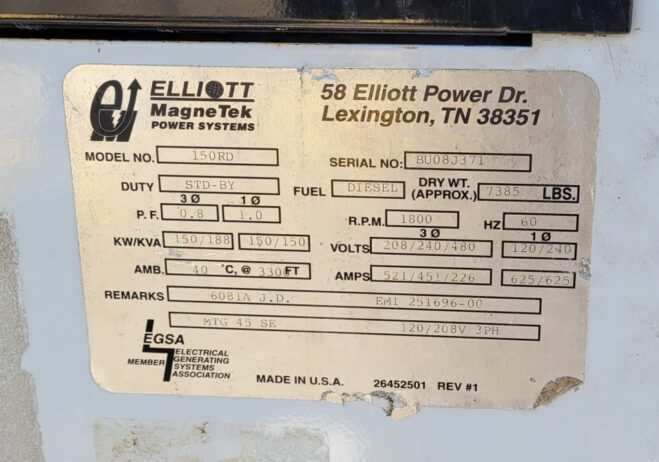 ELLIOTT
MagneTek
POWER SYSTEMS
58 Elliott Power Dr.
Lexington, TN 38351
MODEL NO. 150RD SERIAL NO: BU08J371
DUTY STD-BY FUEL DIESEL DRY WT. (APPROX.) 7385 LBS.
3Ø 1Ø
P.F. 0.8 1.0 R.P.M. 1800 HZ 60
3Ø 1Ø
KW/KVA 150/188 150/150 VOLTS 208/240/480 120/240
AMB. 40 °C, @ 3300 FT AMPS 521/451/226 625/625
REMARKS 6081A J.D. EMI 251696-00
MTG 45 SE 120/208V 3PH
EGSA
MEMBER
ELECTRICAL
GENERATING
SYSTEMS
ASSOCIATION
MADE IN U.S.A. 26452501 REV #1